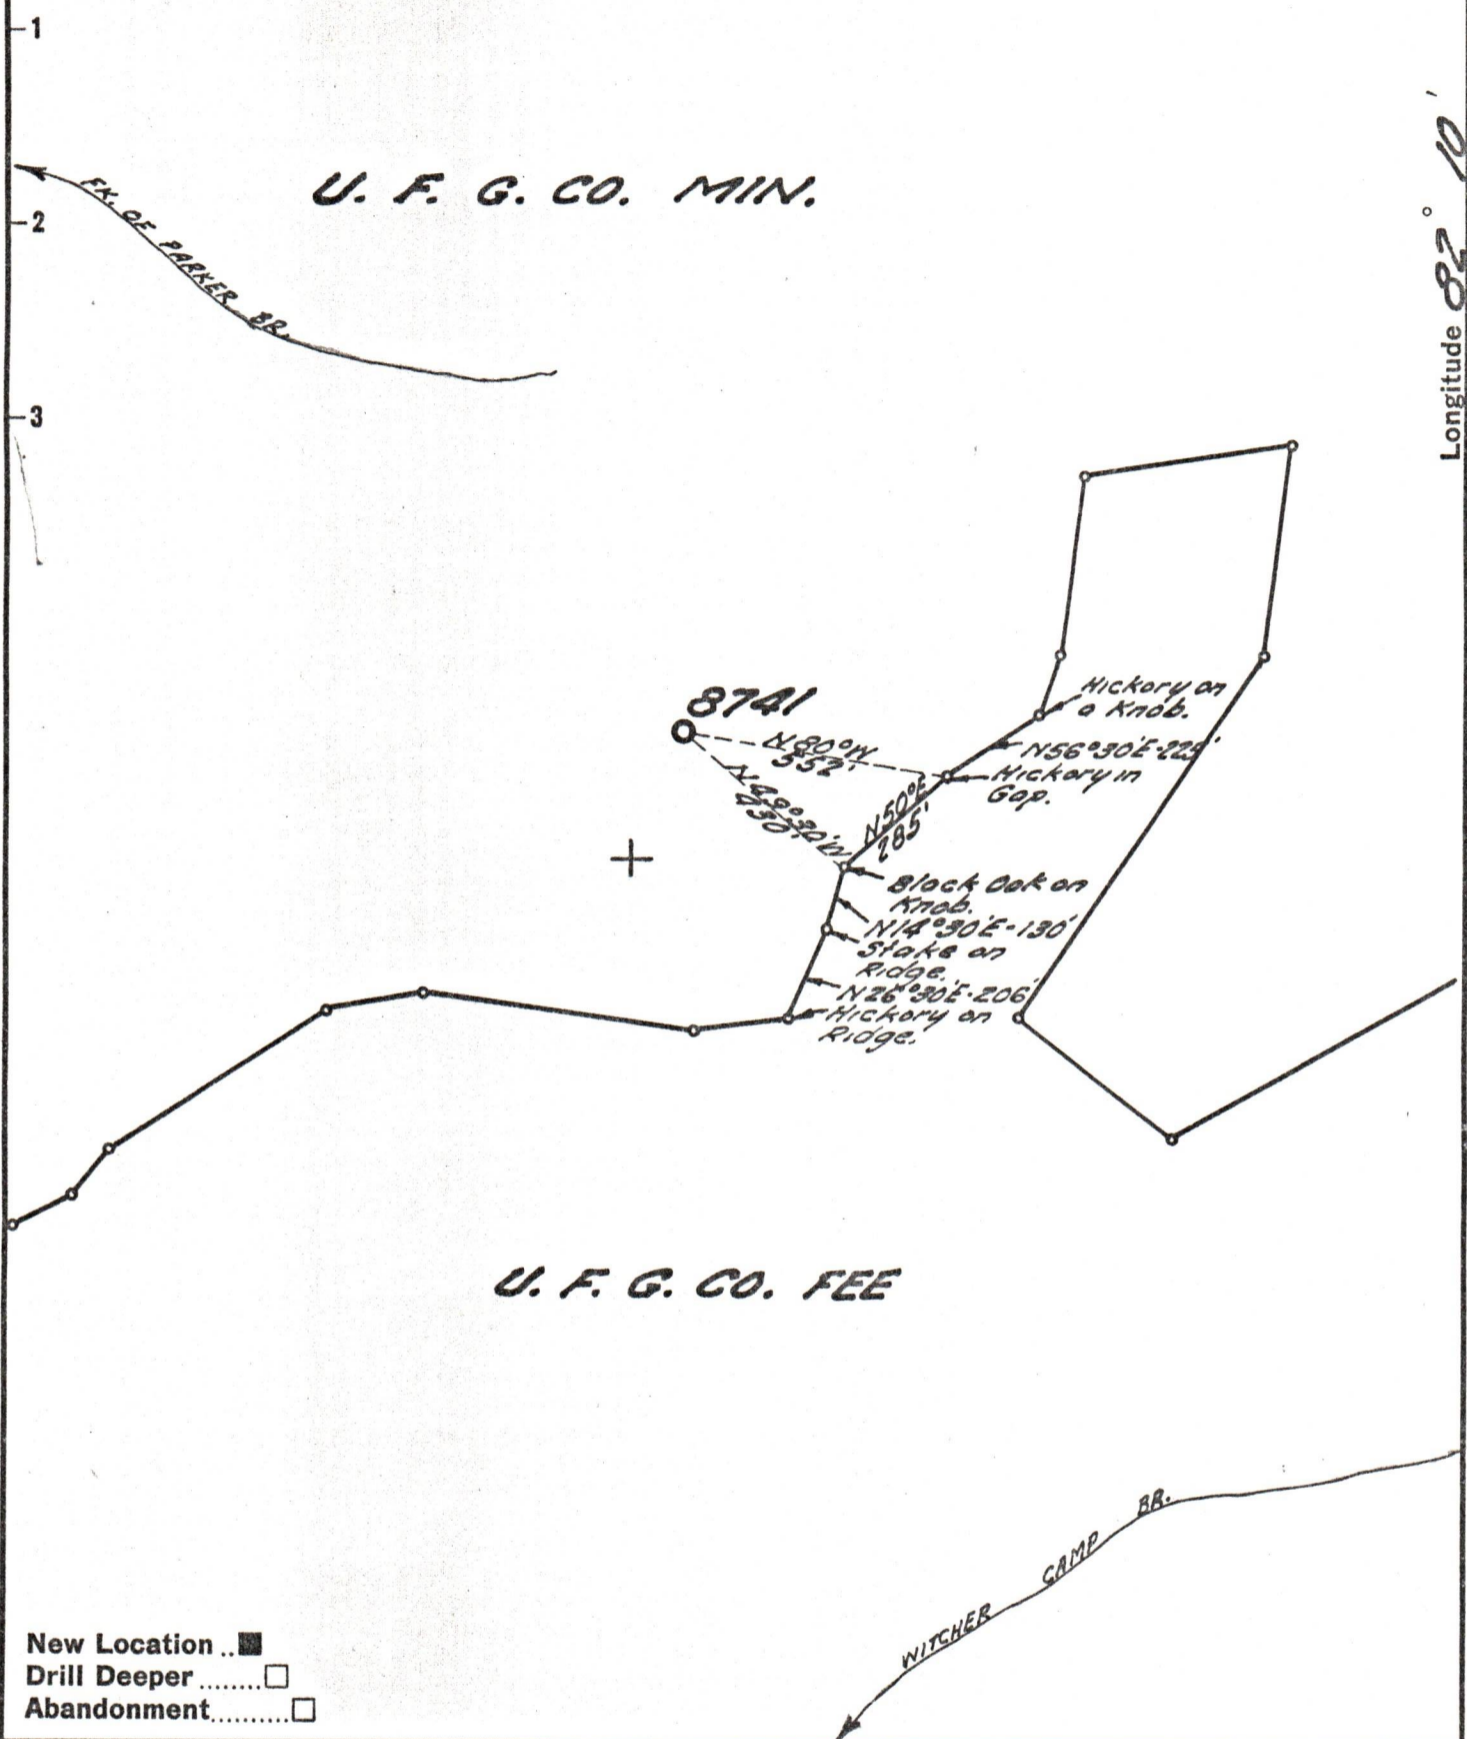 1
Longitude 82° 10'
U. F. G. CO. MIN.
FK. OF PARKER BR.
2
3
8741
Hickory on
a Knob.
N 80° W
552'
N56°30'E-225'
Hickory in
Gap.
N49°30'W
430'
N50°E
285'
Black Oak on
Knob.
N14°30'E-130'
Stake on
Ridge.
N26°30'E-206'
Hickory on
Ridge.
U. F. G. CO. FEE
WITCHER CAMP BR.
New Location ..■
Drill Deeper ........□
Abandonment..........□